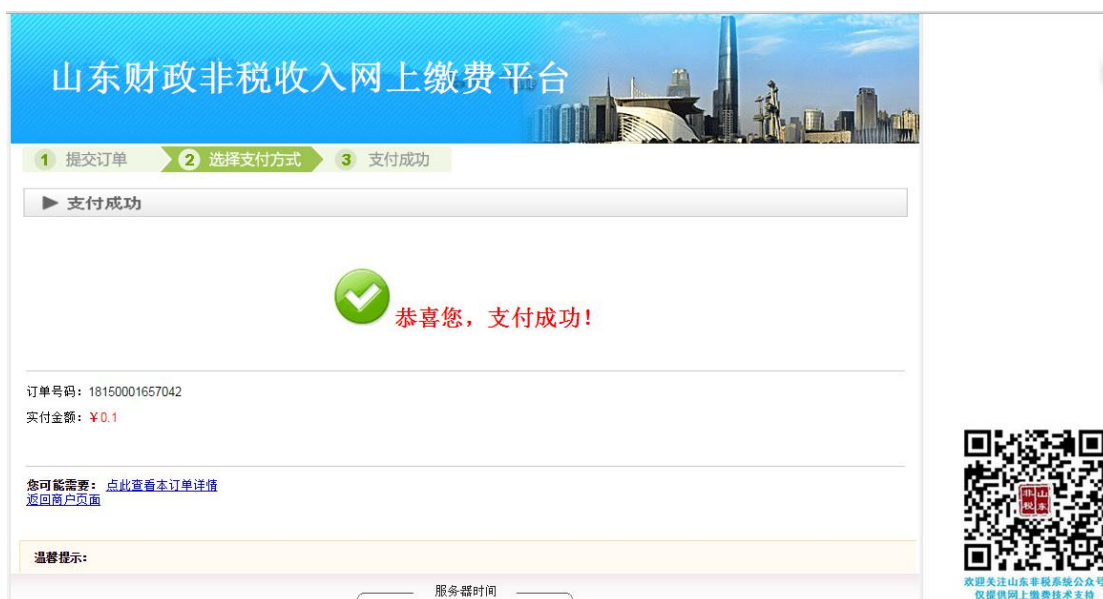 山东财政非税收入网上缴费平台
1 提交订单 2 选择支付方式 3 支付成功
支付成功
恭喜您，支付成功！
订单号码：18150001657042
实付金额：￥0.1
您可能需要：点此查看本订单详情
返回商户页面
温馨提示：
服务器时间
山东非税
欢迎关注山东非税系统公众号
仅提供网上缴费技术支持